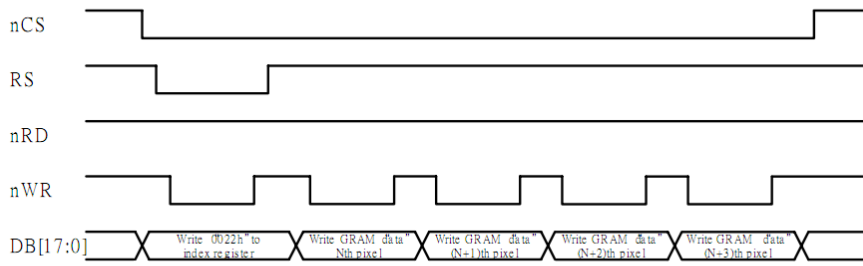 nCS
RS
nRD
nWR
DB[17:0]
Write "0022h" to
index register
Write GRAM "data"
Nth pixel
Write GRAM "data"
(N+1)th pixel
Write GRAM "data"
(N+2)th pixel
Write GRAM "data"
(N+3)th pixel